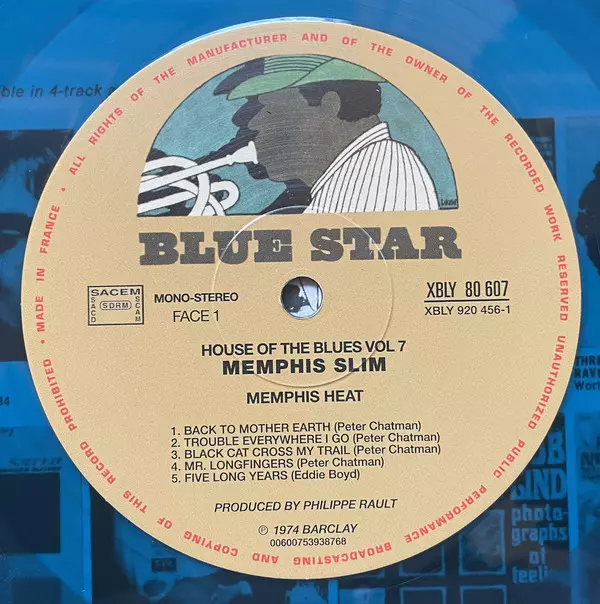 • MADE IN FRANCE • ALL RIGHTS OF THE MANUFACTURER AND OF THE OWNER OF THE RECORDED WORK RESERVED UNAUTHORIZED PUBLIC PERFORMANCE BROADCASTING AND COPYING OF THIS RECORD PROHIBITED
BLUE STAR
SACEM
SACD
SDRM
SCAM
MONO-STEREO
FACE 1
XBLY 80 607
XBLY 920 456-1
HOUSE OF THE BLUES VOL 7
MEMPHIS SLIM
MEMPHIS HEAT
1. BACK TO MOTHER EARTH (Peter Chatman)
2. TROUBLE EVERYWHERE I GO (Peter Chatman)
3. BLACK CAT CROSS MY TRAIL (Peter Chatman)
4. MR. LONGFINGERS (Peter Chatman)
5. FIVE LONG YEARS (Eddie Boyd)
PRODUCED BY PHILIPPE RAULT
℗ 1974 BARCLAY
00600753938768
in 4-track
photo-
graphs
of